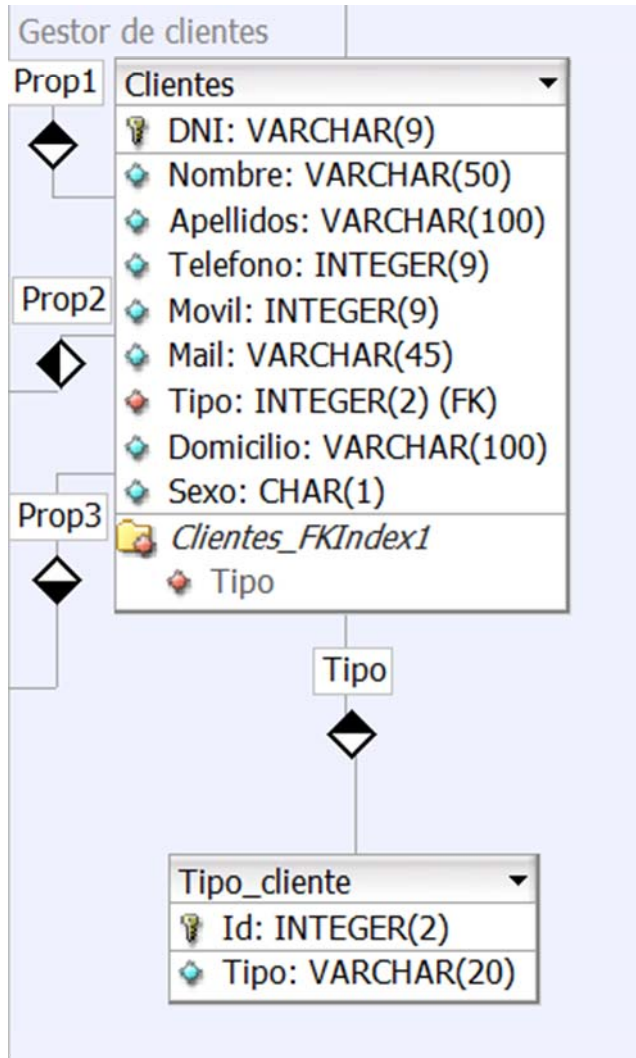 Gestor de clientes
Prop1
Clientes
DNI: VARCHAR(9)
Nombre: VARCHAR(50)
Apellidos: VARCHAR(100)
Telefono: INTEGER(9)
Prop2
Movil: INTEGER(9)
Mail: VARCHAR(45)
Tipo: INTEGER(2) (FK)
Domicilio: VARCHAR(100)
Sexo: CHAR(1)
Prop3
Clientes_FKIndex1
Tipo
Tipo
Tipo_cliente
Id: INTEGER(2)
Tipo: VARCHAR(20)